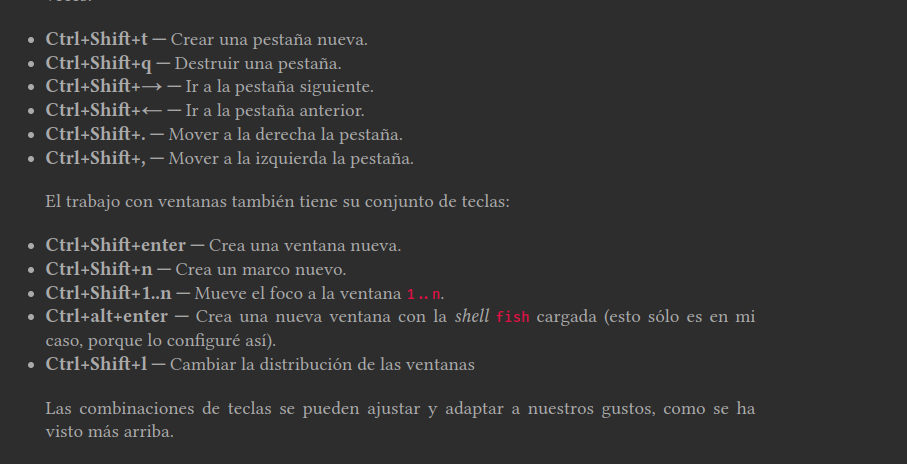 Ctrl+Shift+t — Crear una pestaña nueva.
Ctrl+Shift+q — Destruir una pestaña.
Ctrl+Shift+→ — Ir a la pestaña siguiente.
Ctrl+Shift+← — Ir a la pestaña anterior.
Ctrl+Shift+. — Mover a la derecha la pestaña.
Ctrl+Shift+, — Mover a la izquierda la pestaña.
El trabajo con ventanas también tiene su conjunto de teclas:
Ctrl+Shift+enter — Crea una ventana nueva.
Ctrl+Shift+n — Crea un marco nuevo.
Ctrl+Shift+1..n — Mueve el foco a la ventana 1..n.
Ctrl+alt+enter — Crea una nueva ventana con la shell fish cargada (esto sólo es en mi
caso, porque lo configuré así).
Ctrl+Shift+l — Cambiar la distribución de las ventanas
Las combinaciones de teclas se pueden ajustar y adaptar a nuestros gustos, como se ha
visto más arriba.